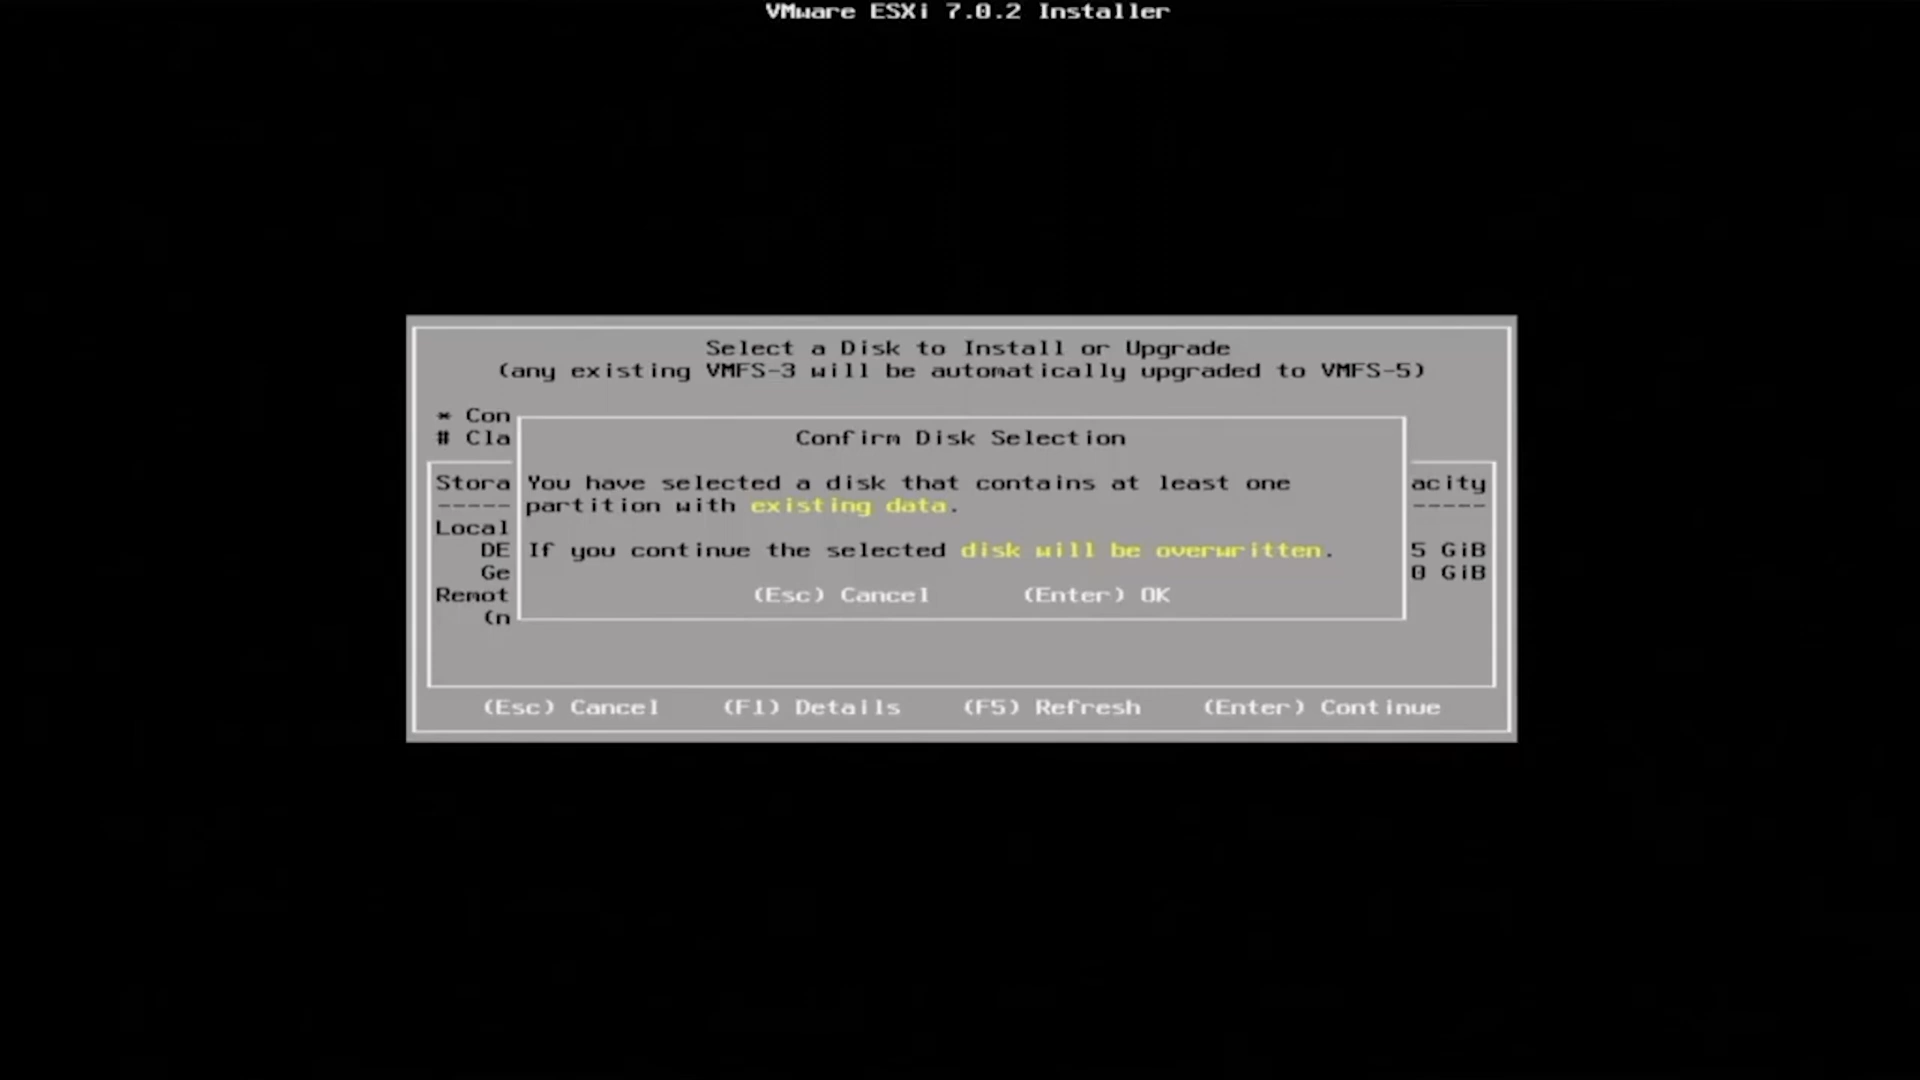 VMware ESXi 7.0.2 Installer
Select a Disk to Install or Upgrade
(any existing VMFS-3 will be automatically upgraded to VMFS-5)
* Con
# Cla
Confirm Disk Selection
Stora
acity
You have selected a disk that contains at least one
-----
-----
partition with existing data.
Local
DE
5 GiB
If you continue the selected disk will be overwritten.
Ge
0 GiB
Remot
(Esc) Cancel (Enter) OK
(n
(Esc) Cancel (F1) Details (F5) Refresh (Enter) Continue